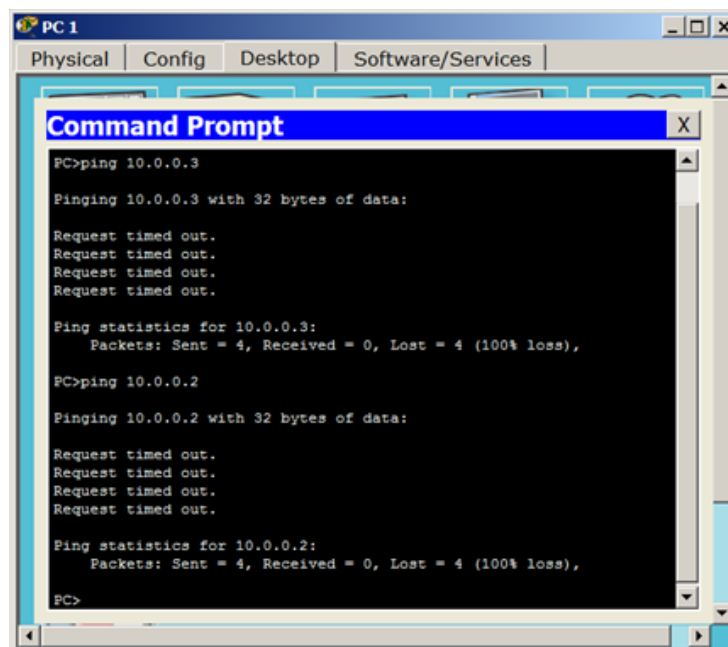 PC 1
Physical Config Desktop Software/Services
Command Prompt X
PC>ping 10.0.0.3
Pinging 10.0.0.3 with 32 bytes of data:
Request timed out.
Request timed out.
Request timed out.
Request timed out.
Ping statistics for 10.0.0.3:
Packets: Sent = 4, Received = 0, Lost = 4 (100% loss),
PC>ping 10.0.0.2
Pinging 10.0.0.2 with 32 bytes of data:
Request timed out.
Request timed out.
Request timed out.
Request timed out.
Ping statistics for 10.0.0.2:
Packets: Sent = 4, Received = 0, Lost = 4 (100% loss),
PC>